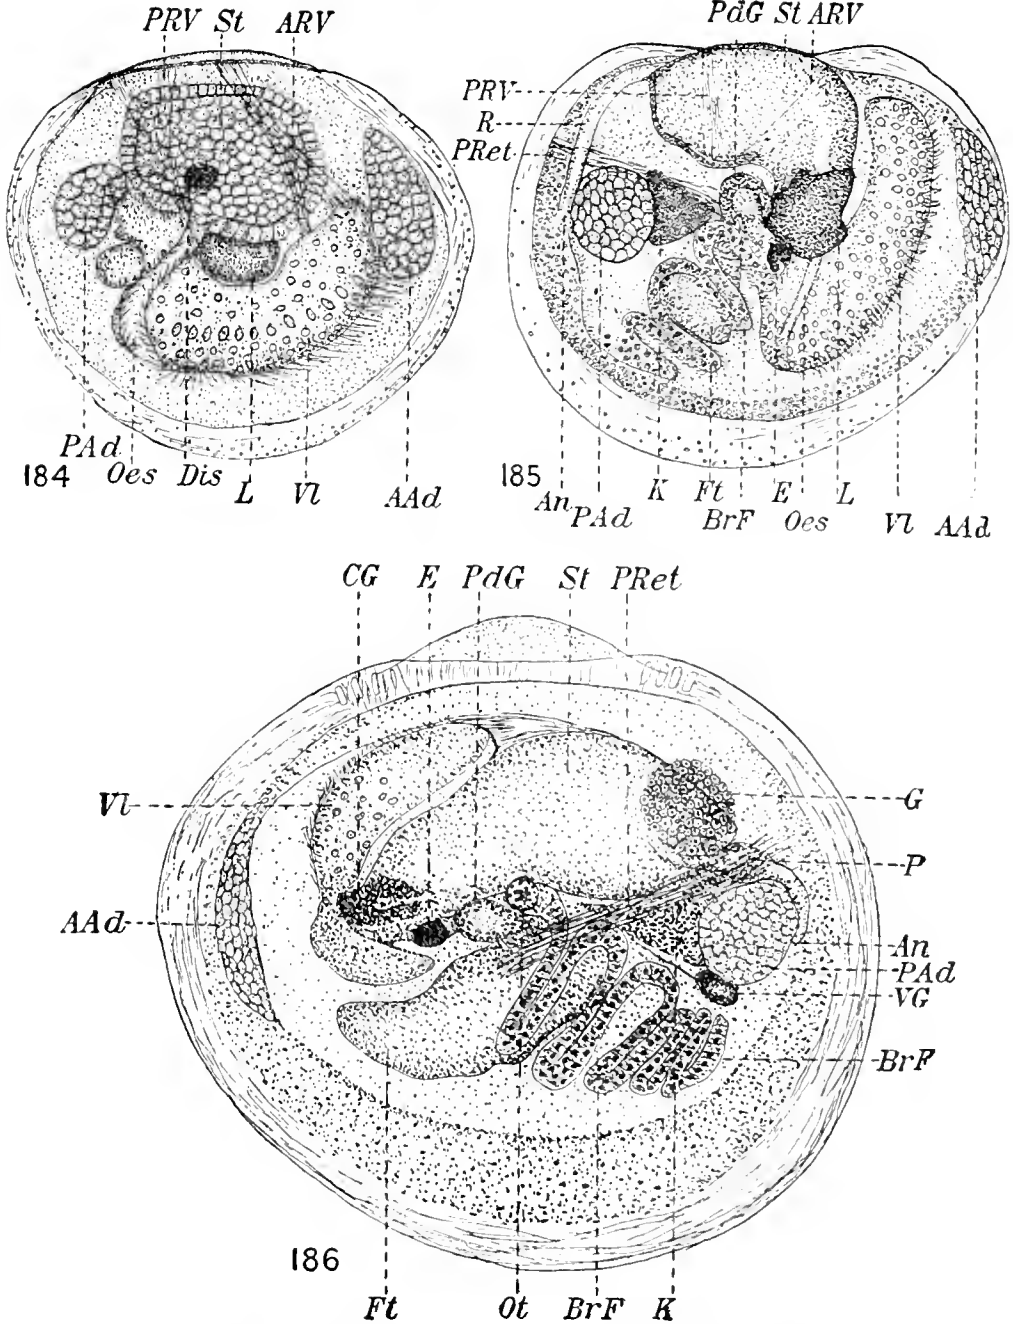 PRV St ARV
PAd Oes Dis L Vl AAd
184
PdG St ARV
PRV
R
PRet
An PAd K Ft BrF E Oes L Vl AAd
185
CG E PdG St PRet
Vl
AAd
G
P
An
PAd
VG
BrF
186
Ft Ot BrF K